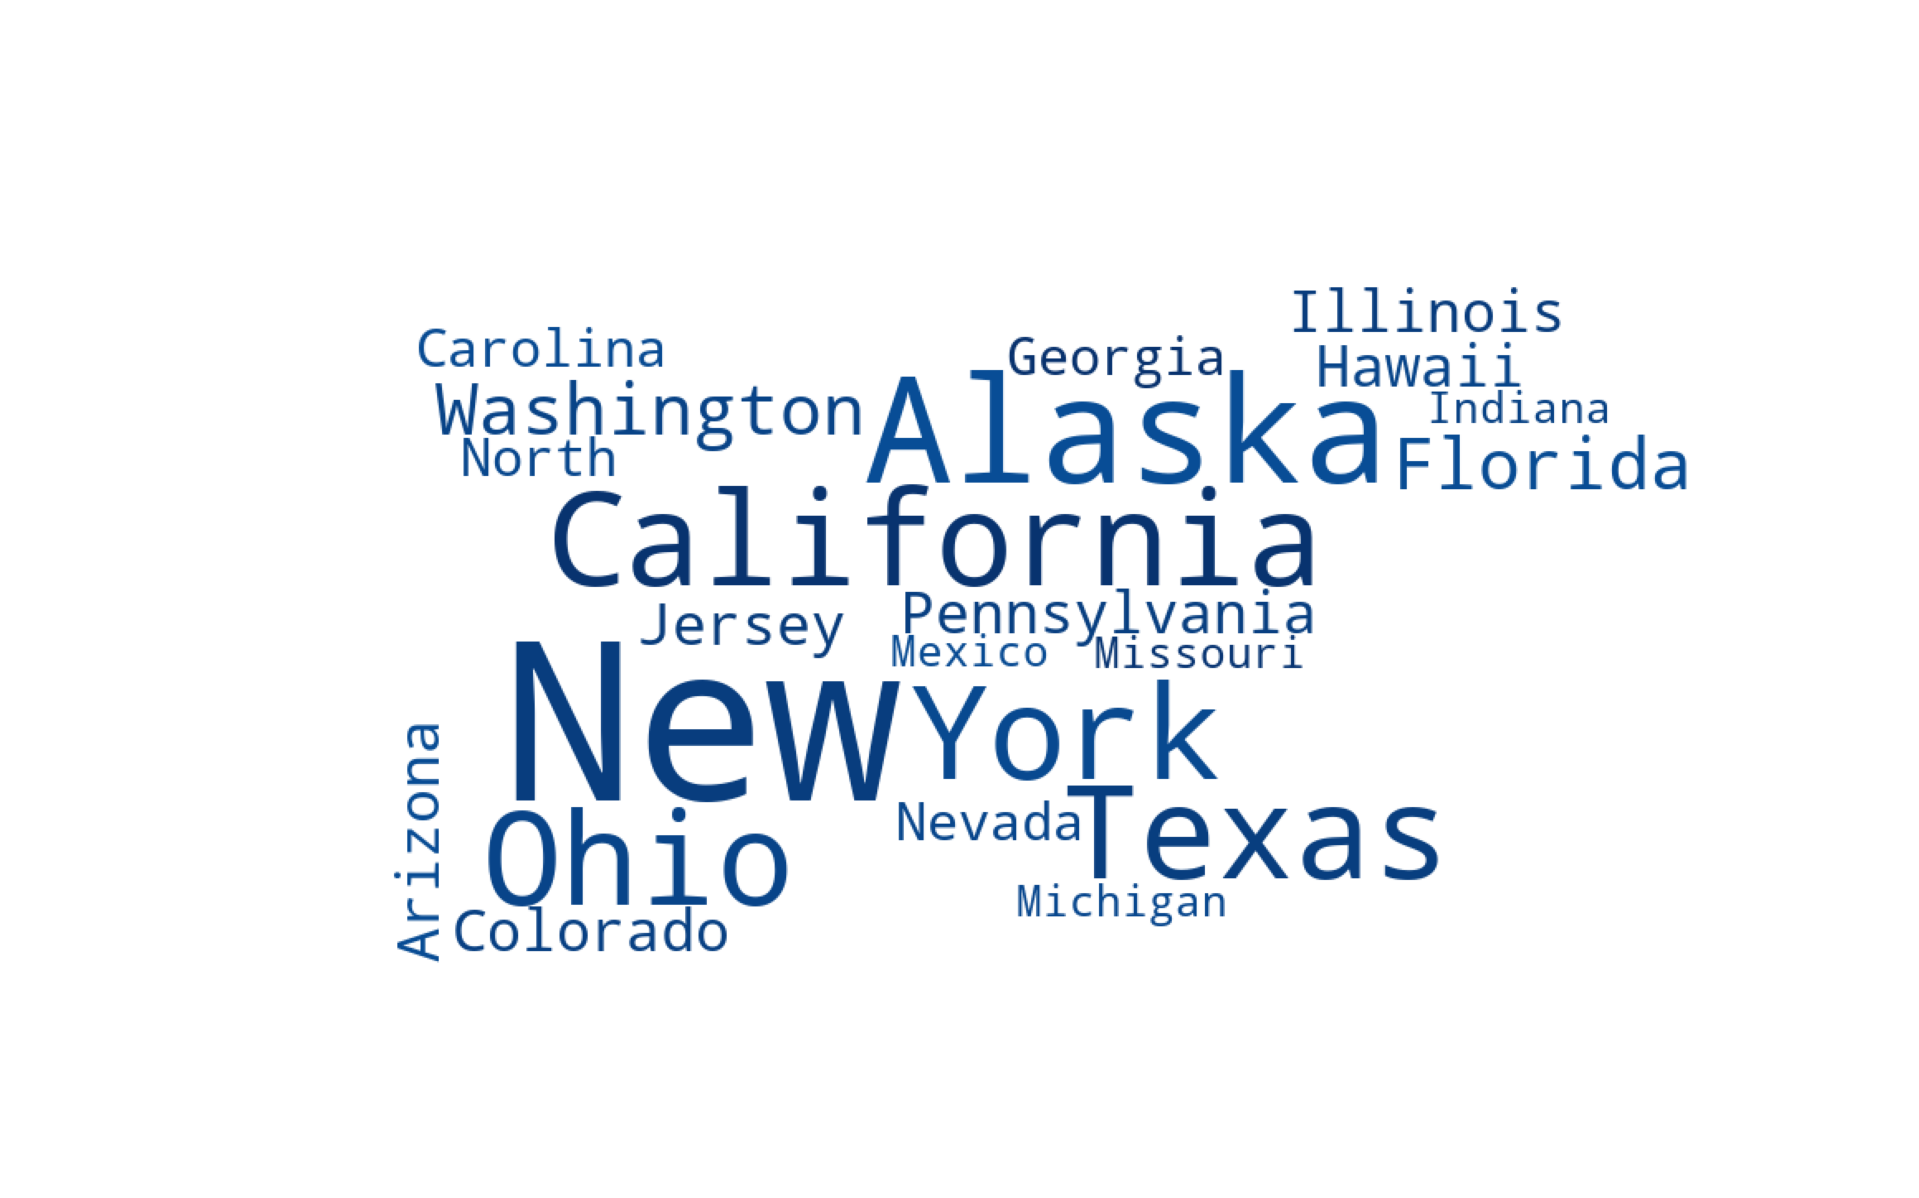 Illinois
Carolina
Georgia
Hawaii
Washington
Alaska
Indiana
North
Florida
California
Jersey
Pennsylvania
Mexico
Missouri
New
York
Arizona
Ohio
Nevada
Texas
Michigan
Colorado